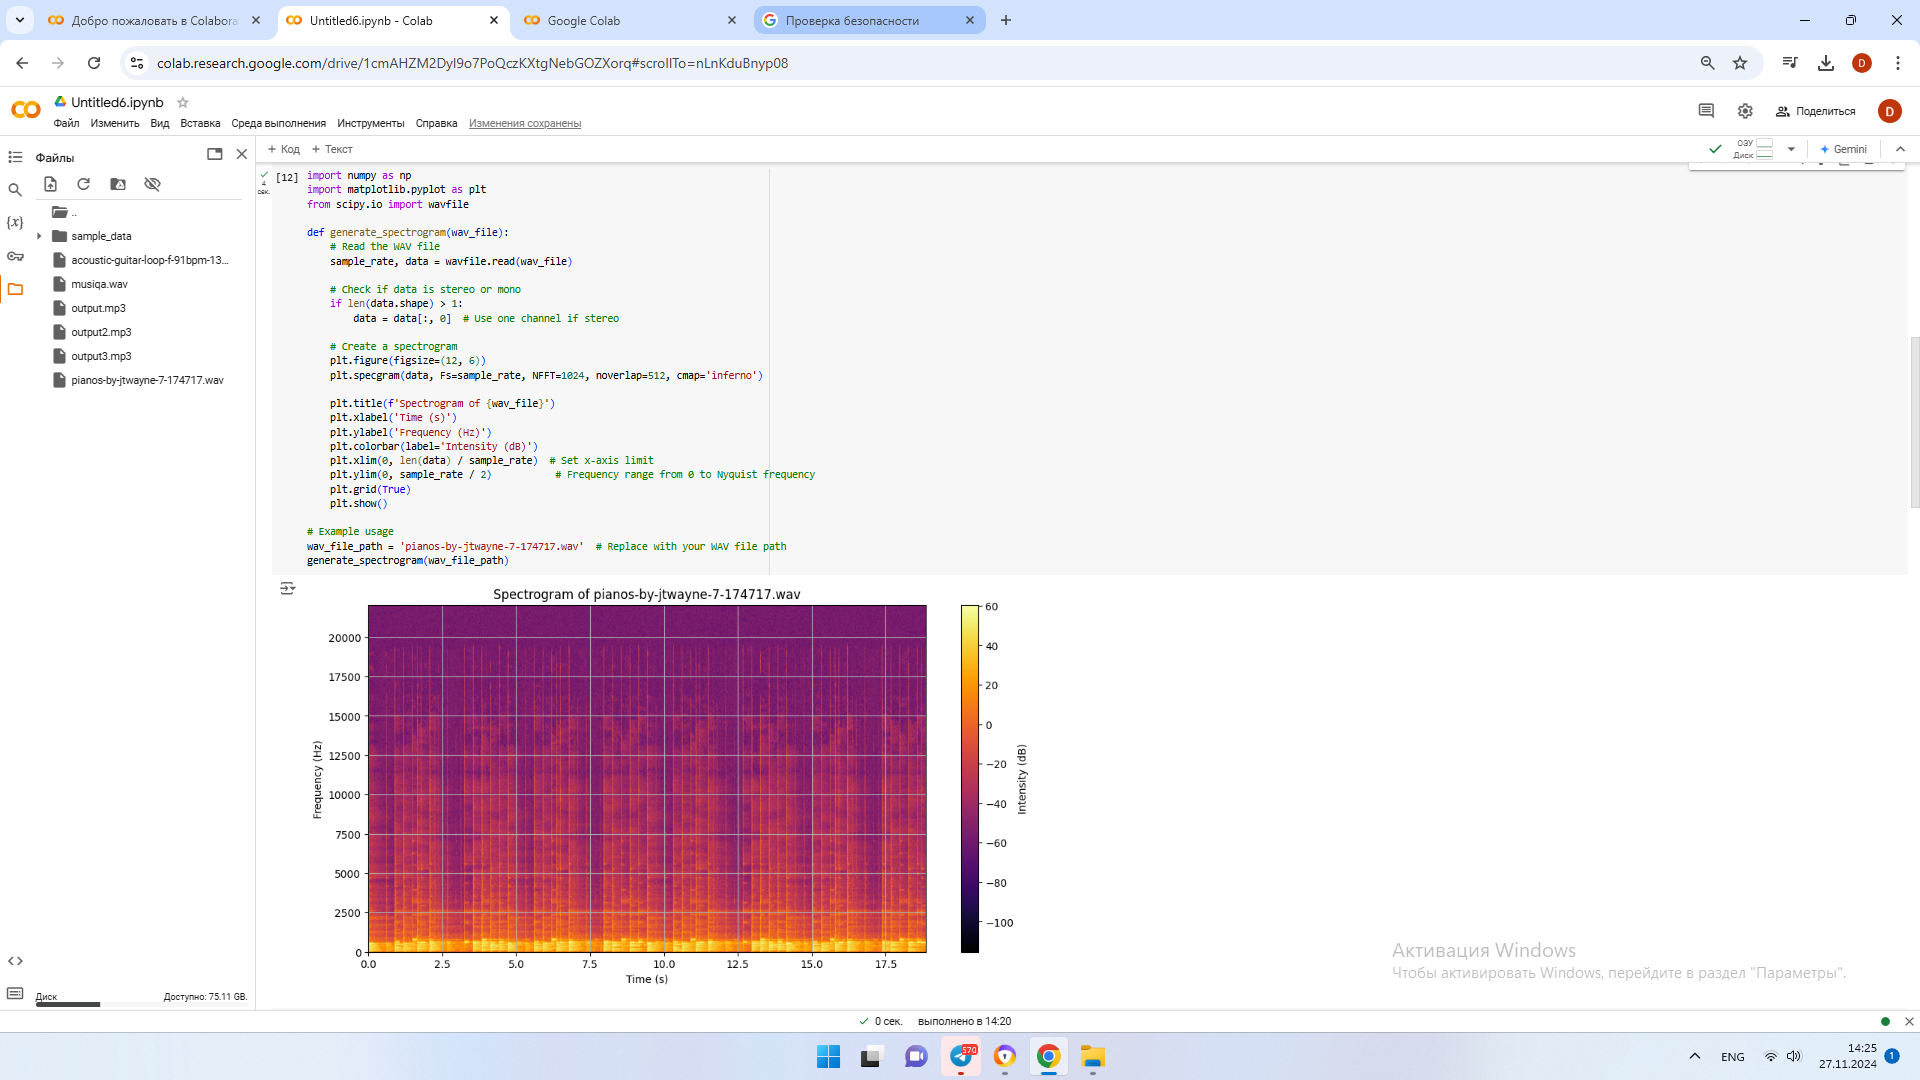 Добро пожаловать в Colabora
Untitled6.ipynb - Colab
Google Colab
Проверка безопасности
colab.research.google.com/drive/1cmAHZM2DyI9o7PoQczKXtgNebGOZXorq#scrollTo=nLnKduBnyp08
D
Untitled6.ipynb
Файл Изменить Вид Вставка Среда выполнения Инструменты Справка Изменения сохранены
Поделиться
D
Файлы
+ Код + Текст
ОЗУ
Диск
Gemini
..
sample_data
acoustic-guitar-loop-f-91bpm-13...
musiqa.wav
output.mp3
output2.mp3
output3.mp3
pianos-by-jtwayne-7-174717.wav
Диск
Доступно: 75.11 GB.
4
сек.
[12]
import numpy as np
import matplotlib.pyplot as plt
from scipy.io import wavfile
def generate_spectrogram(wav_file):
# Read the WAV file
sample_rate, data = wavfile.read(wav_file)
# Check if data is stereo or mono
if len(data.shape) > 1:
data = data[:, 0]  # Use one channel if stereo
# Create a spectrogram
plt.figure(figsize=(12, 6))
plt.specgram(data, Fs=sample_rate, NFFT=1024, noverlap=512, cmap='inferno')
plt.title(f'Spectrogram of {wav_file}')
plt.xlabel('Time (s)')
plt.ylabel('Frequency (Hz)')
plt.colorbar(label='Intensity (dB)')
plt.xlim(0, len(data) / sample_rate)  # Set x-axis limit
plt.ylim(0, sample_rate / 2)           # Frequency range from 0 to Nyquist frequency
plt.grid(True)
plt.show()
# Example usage
wav_file_path = 'pianos-by-jtwayne-7-174717.wav'  # Replace with your WAV file path
generate_spectrogram(wav_file_path)
Spectrogram of pianos-by-jtwayne-7-174717.wav
Frequency (Hz)
20000
17500
15000
12500
10000
7500
5000
2500
0
0.0 2.5 5.0 7.5 10.0 12.5 15.0 17.5
Time (s)
60
40
20
0
−20
−40
−60
−80
−100
Intensity (dB)
Активация Windows
Чтобы активировать Windows, перейдите в раздел "Параметры".
0 сек. выполнено в 14:20
570
ENG
14:25
27.11.2024
1